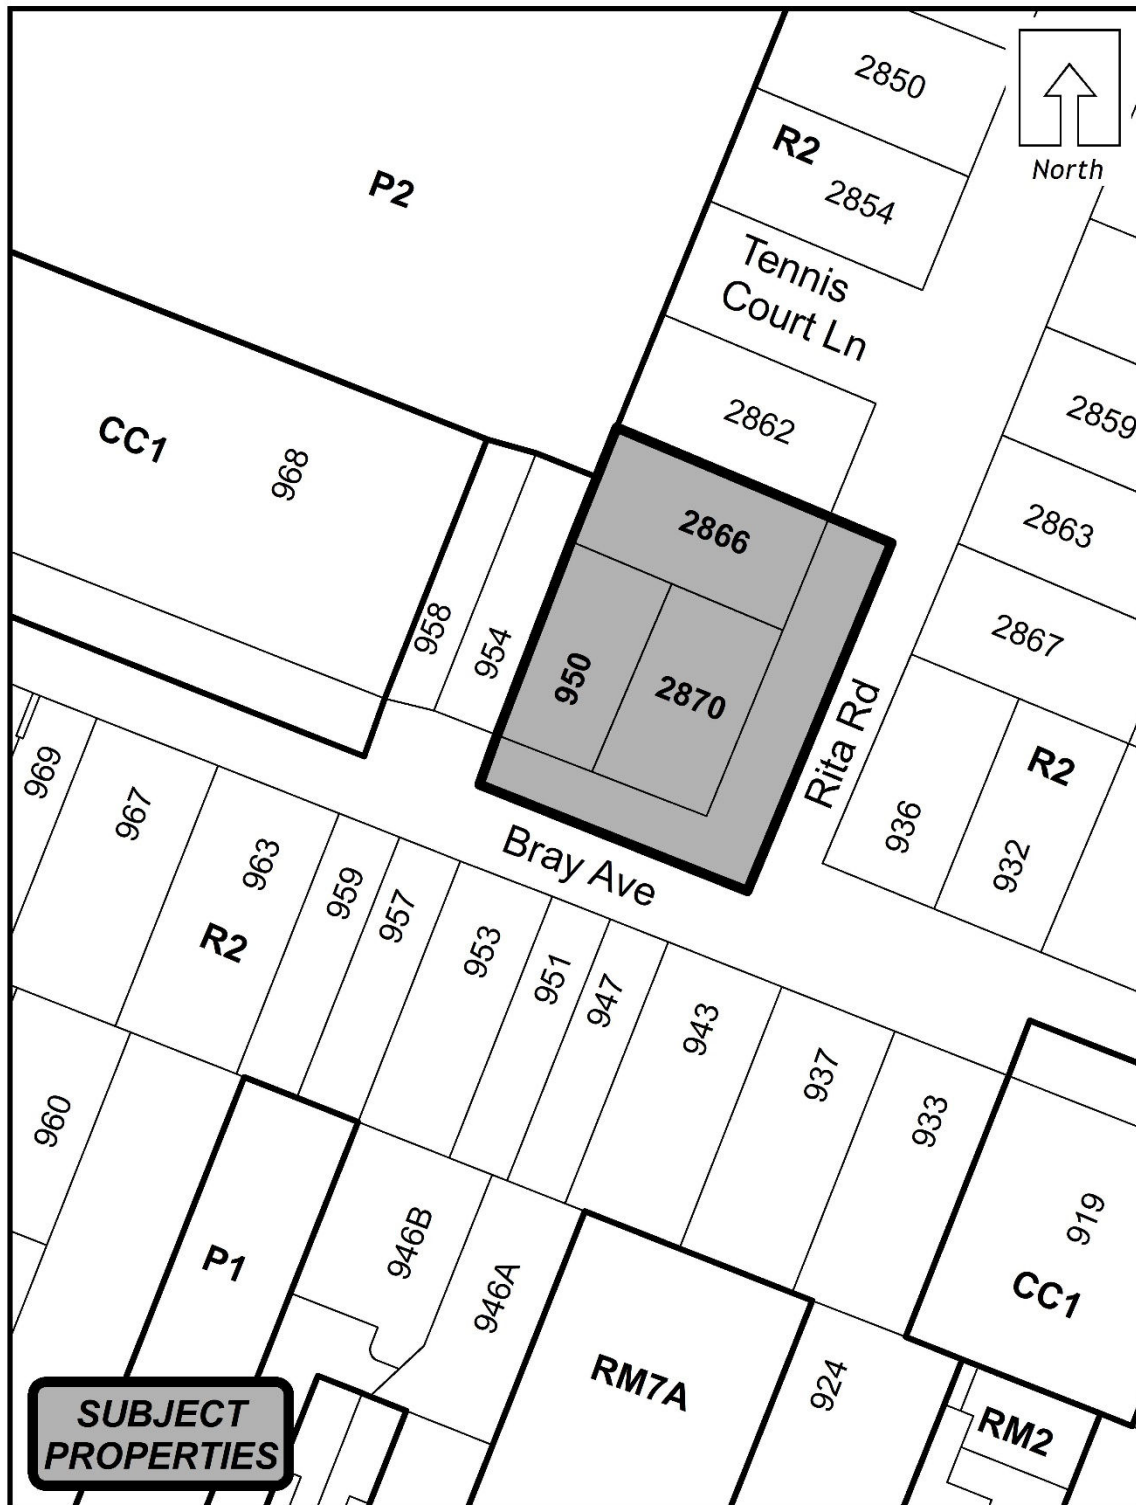 2850
R2
2854
North
P2
Tennis
Court Ln
2862
2859
CC1
968
2866
2863
2867
958
954
950
2870
Rita Rd
R2
936
932
969
967
963
959
957
953
951
947
943
937
933
Bray Ave
R2
960
919
CC1
P1
946B
946A
RM7A
924
RM2
SUBJECT
PROPERTIES